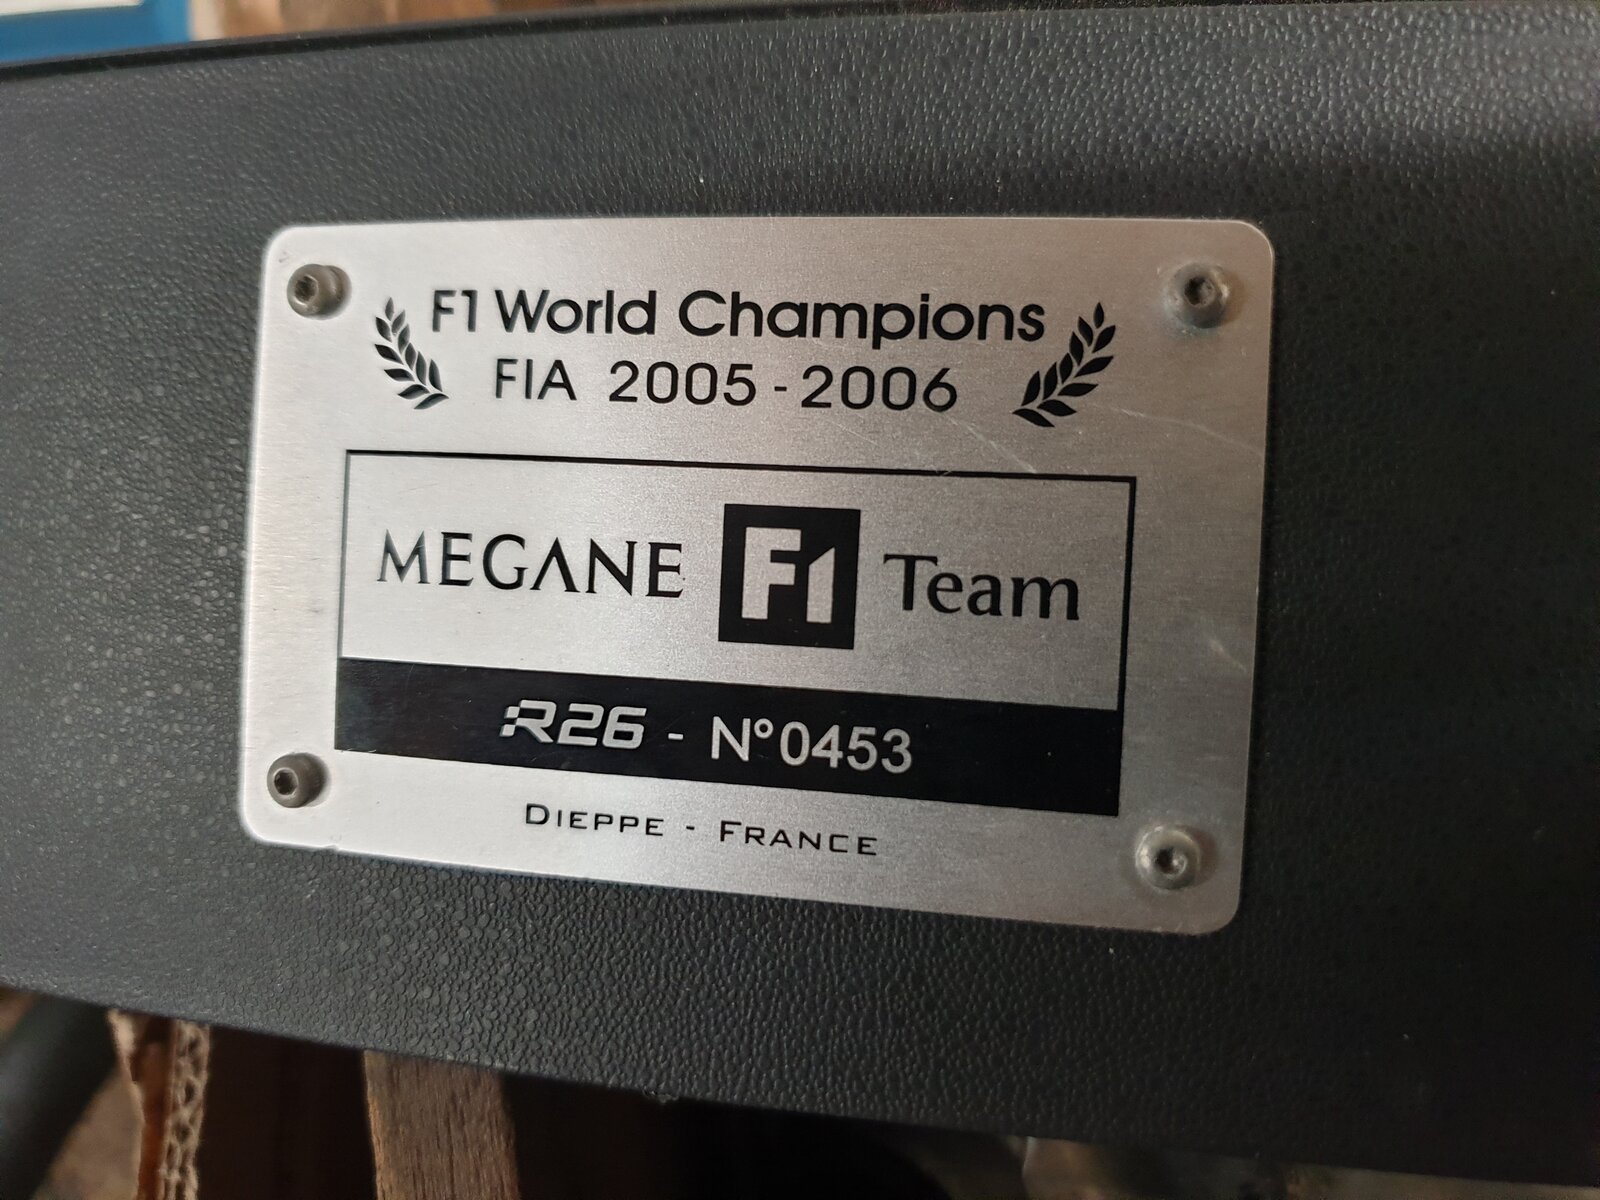 F1 World Champions
FIA 2005 - 2006
MEGANE F1 Team
R26 - N°0453
DIEPPE - FRANCE